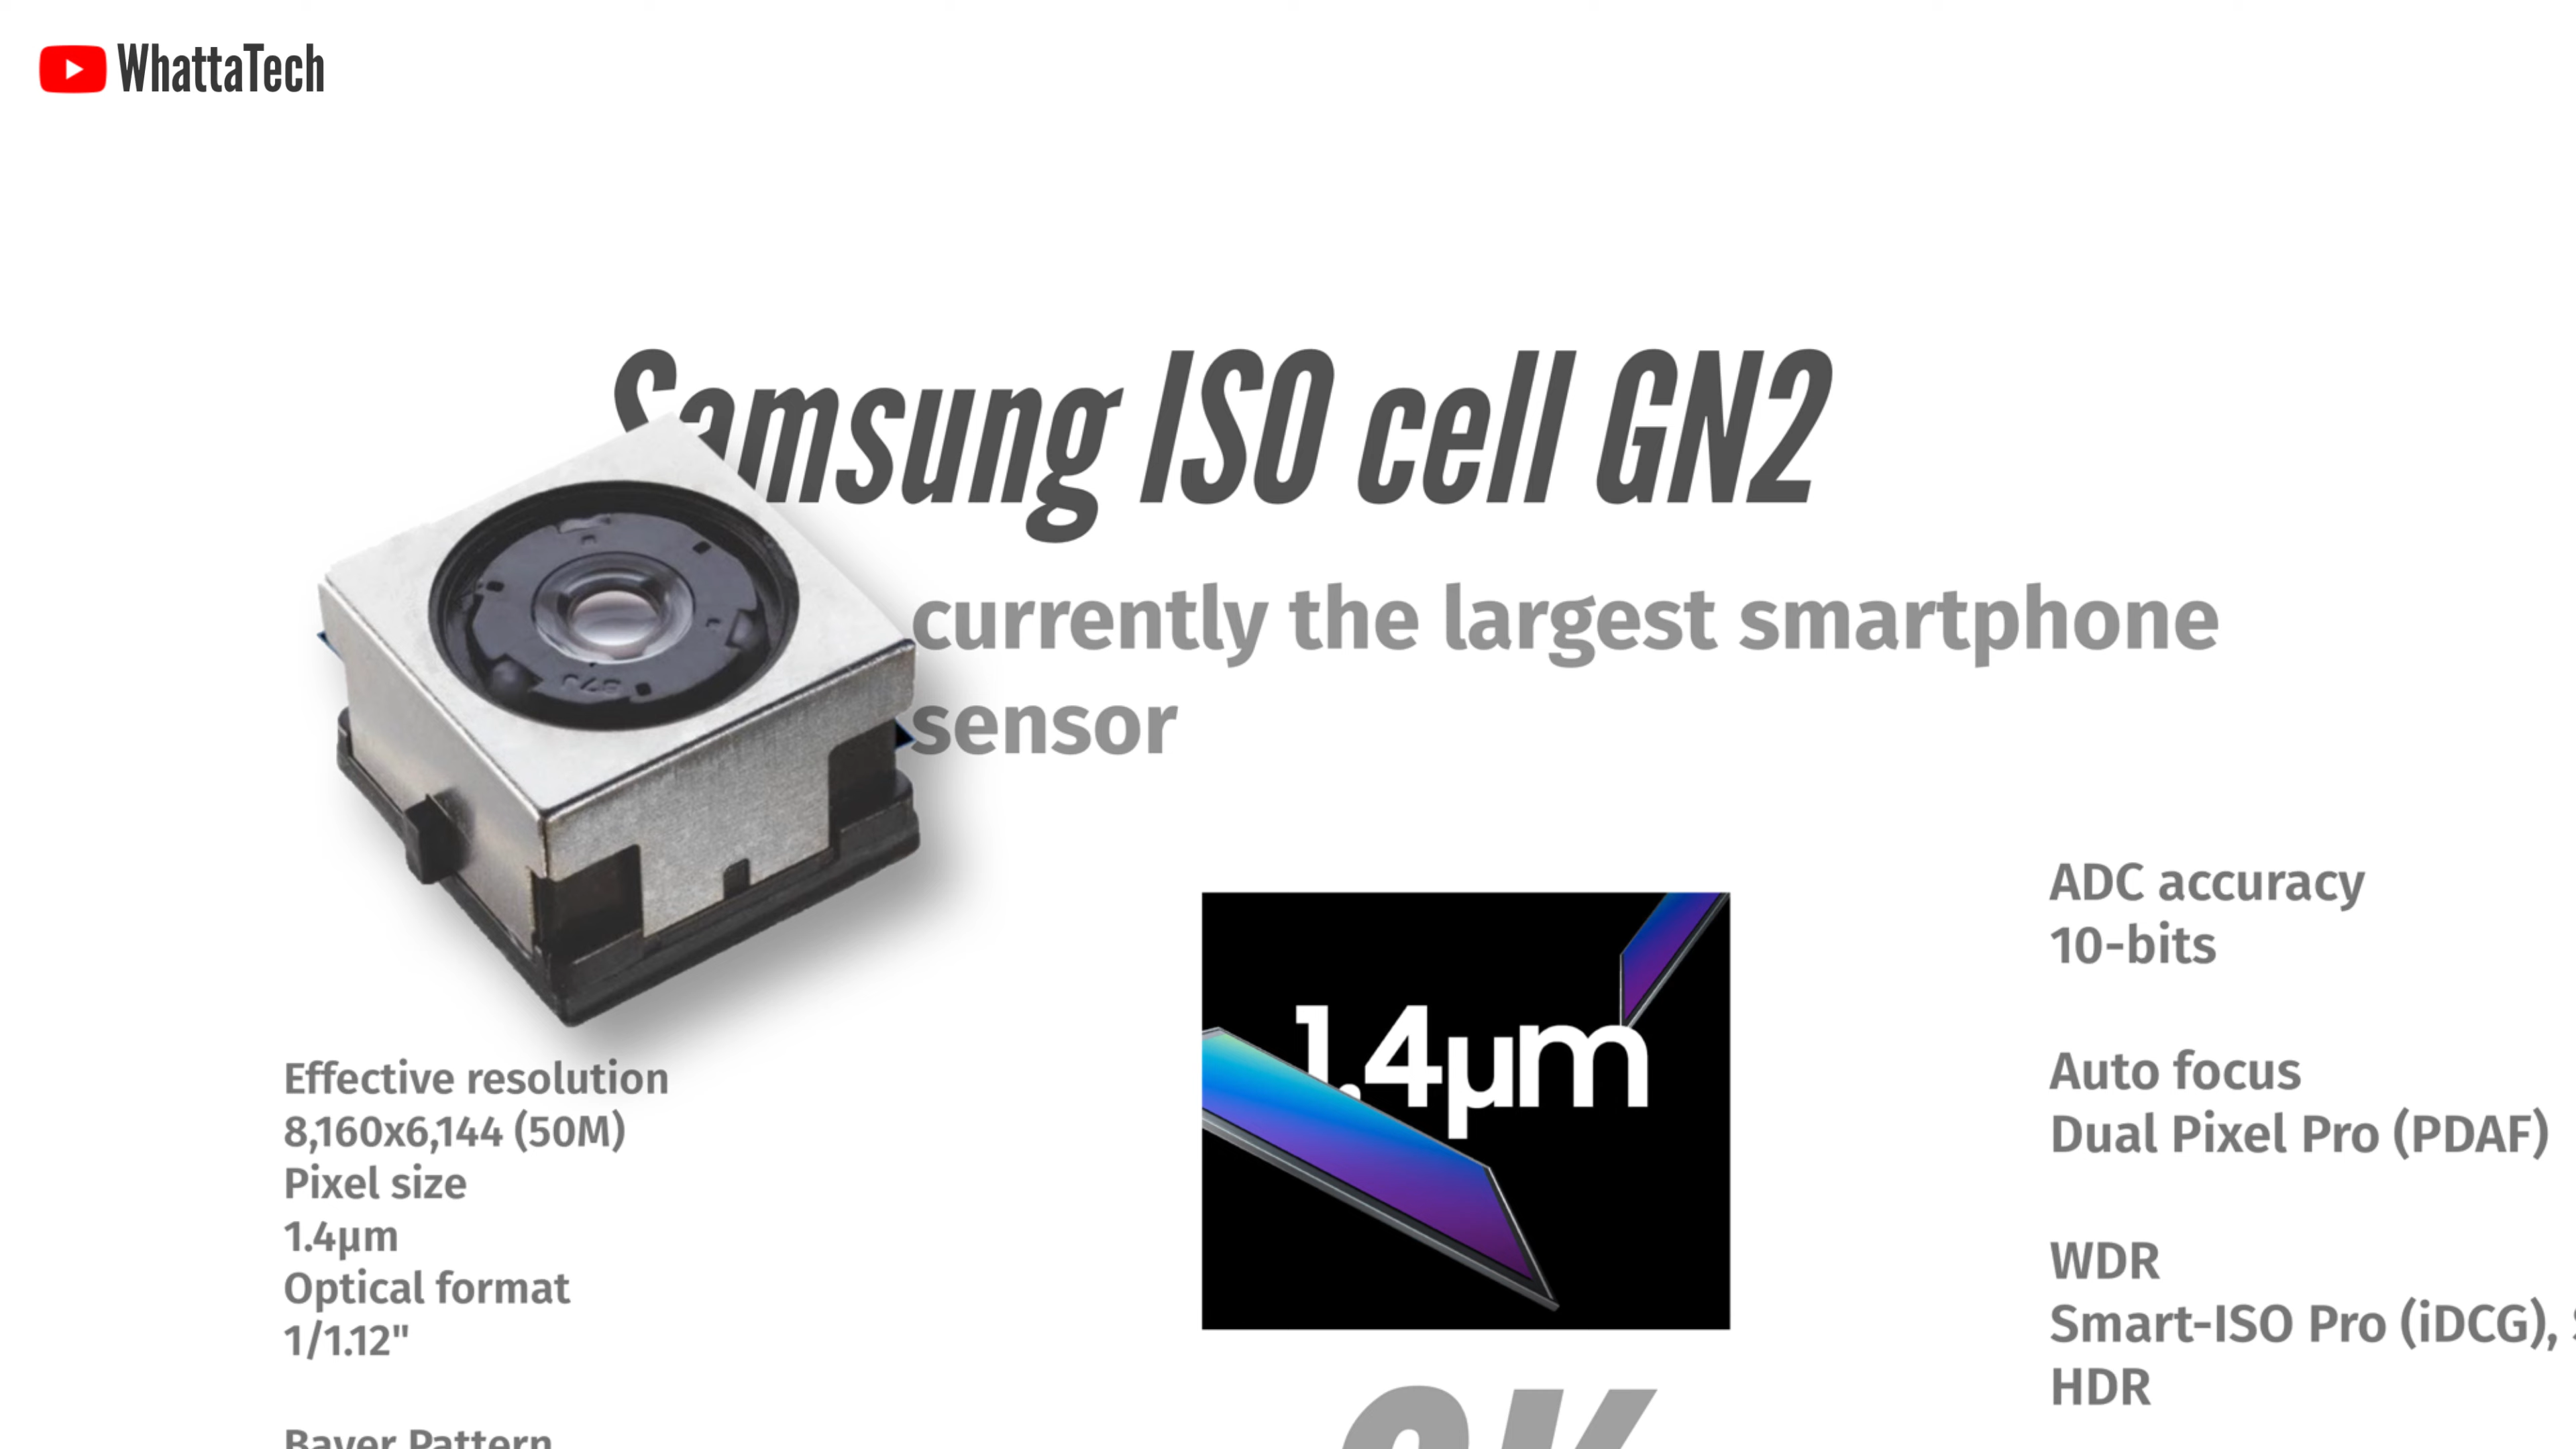 WhattaTech
Samsung ISO cell GN2
currently the largest smartphone
sensor
Effective resolution
8,160x6,144 (50M)
Pixel size
1.4μm
Optical format
1/1.12"
Bayer Pattern
1.4μm
ADC accuracy
10-bits
Auto focus
Dual Pixel Pro (PDAF)
WDR
Smart-ISO Pro (iDCG),
HDR